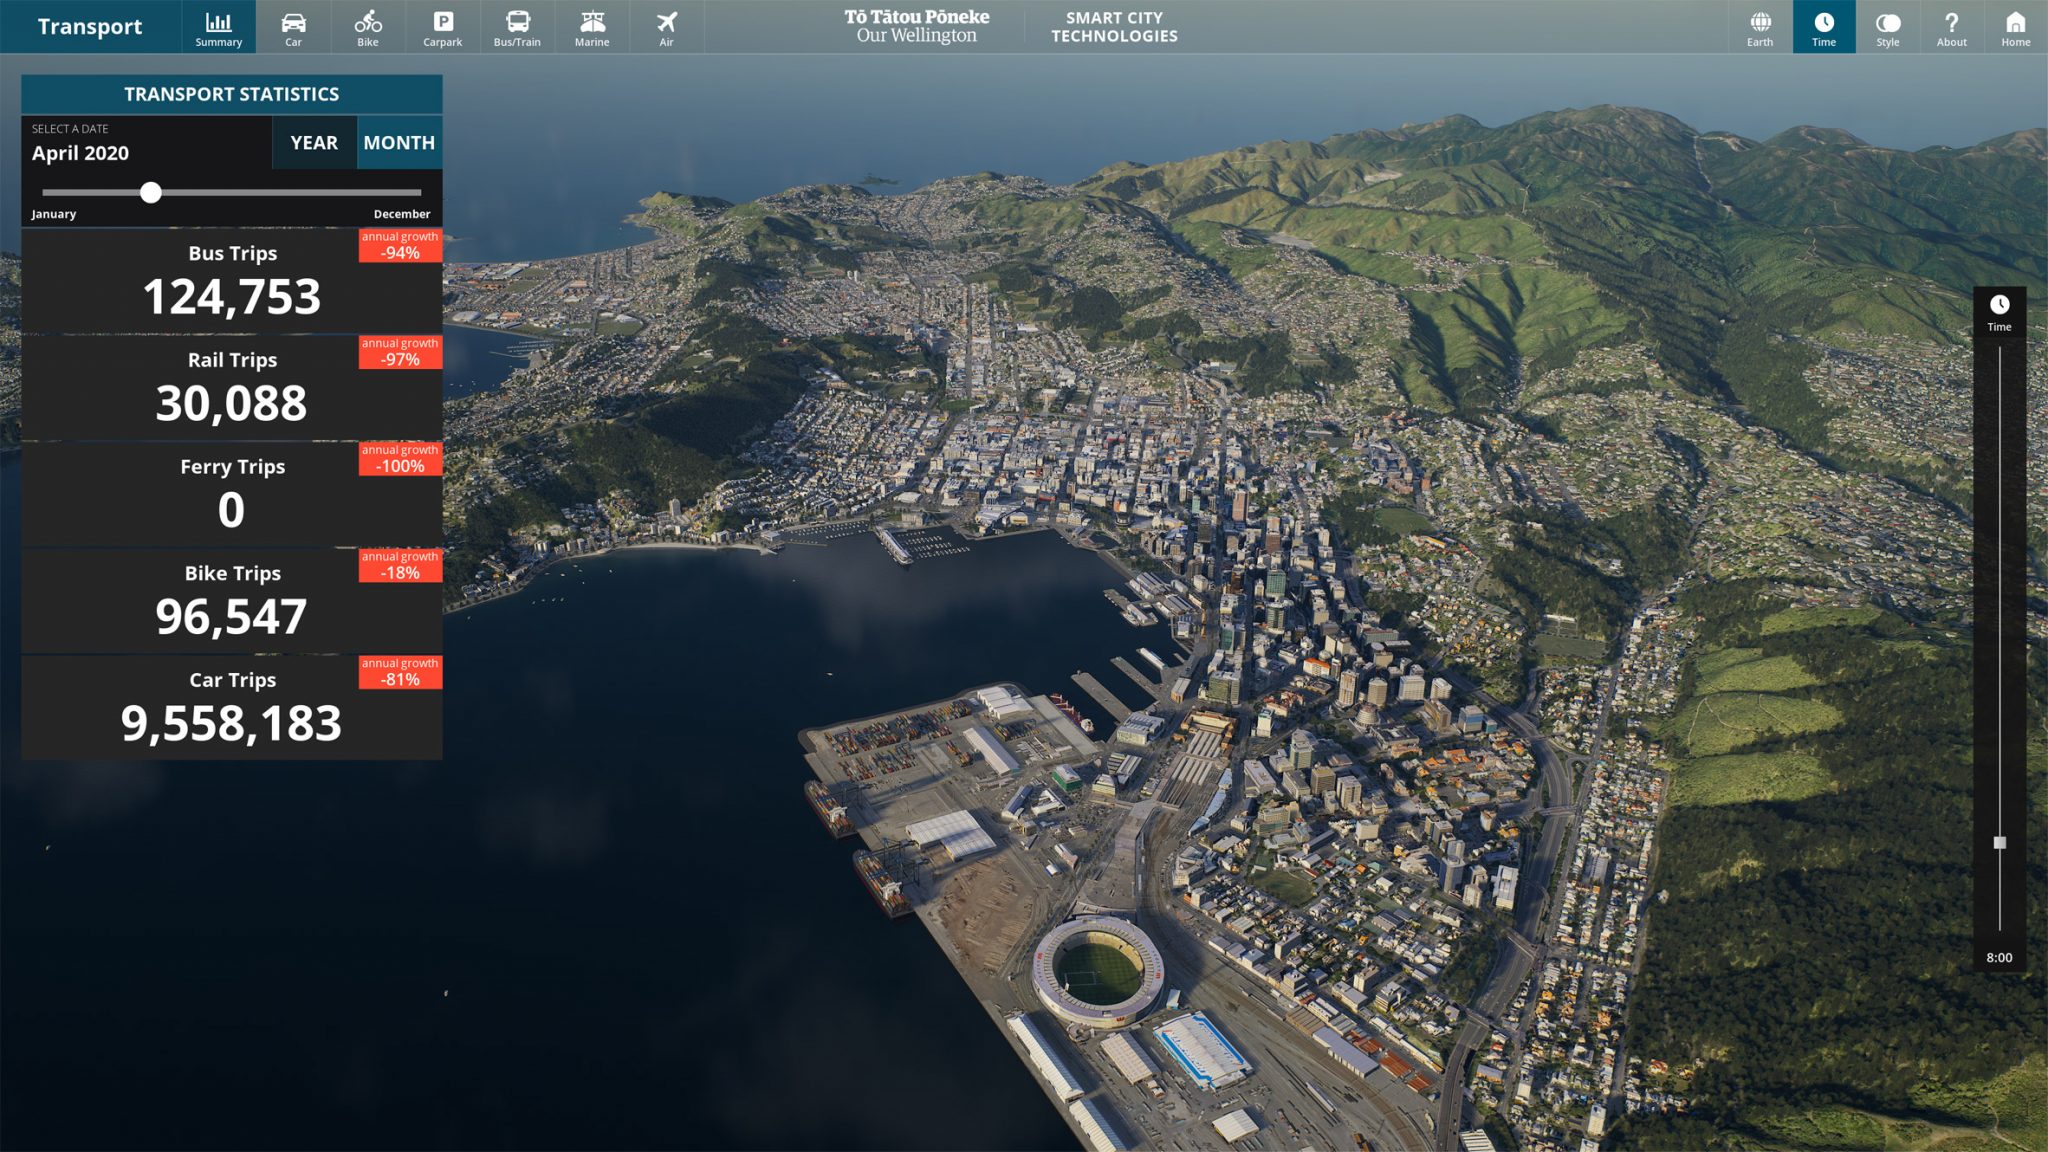 Transport
Summary
Car
Bike
Carpark
Bus/Train
Marine
Air
Tō Tātou Pōneke
Our Wellington
SMART CITY
TECHNOLOGIES
Earth
Time
Style
About
Home
TRANSPORT STATISTICS
SELECT A DATE
April 2020
YEAR
MONTH
January
December
Bus Trips
annual growth
-94%
124,753
Rail Trips
annual growth
-97%
30,088
Ferry Trips
annual growth
-100%
0
Bike Trips
annual growth
-18%
96,547
Car Trips
annual growth
-81%
9,558,183
Time
8:00